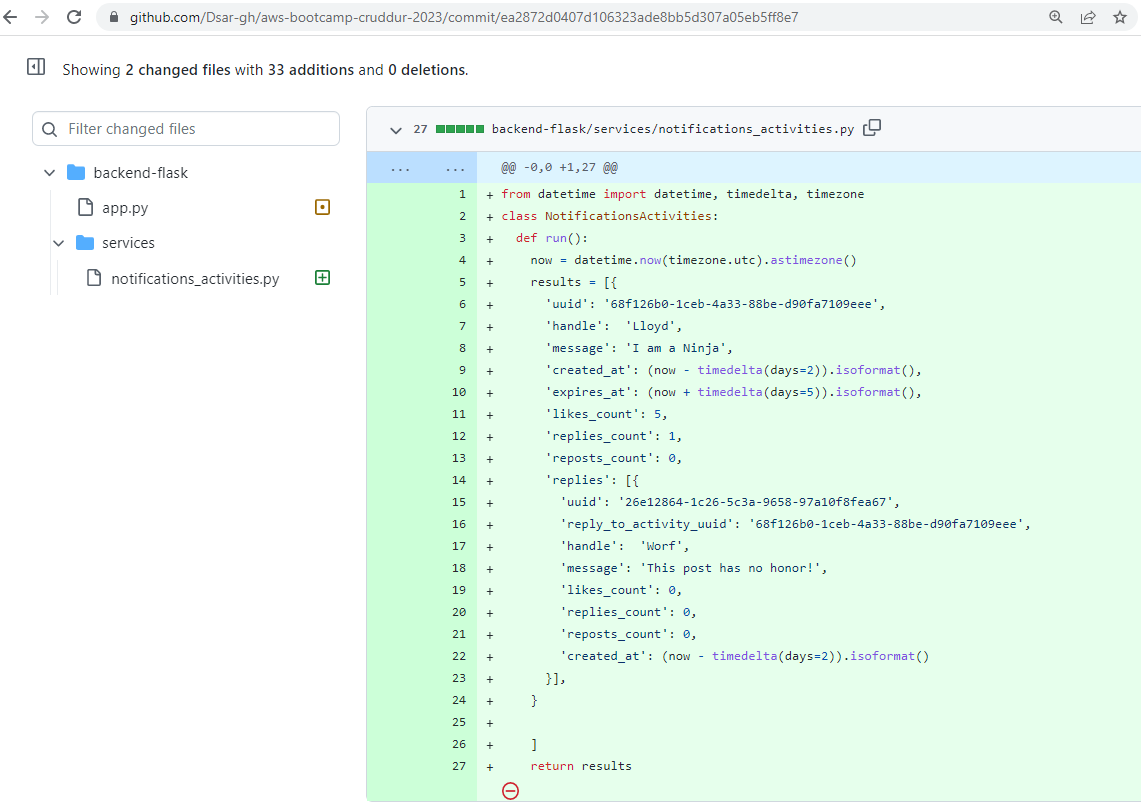 github.com/Dsar-gh/aws-bootcamp-cruddur-2023/commit/ea2872d0407d106323ade8bb5d307a05eb5ff8e7
Showing 2 changed files with 33 additions and 0 deletions.
Filter changed files
backend-flask
app.py
services
notifications_activities.py
27 backend-flask/services/notifications_activities.py
... ... @@ -0,0 +1,27 @@
1 + from datetime import datetime, timedelta, timezone
2 + class NotificationsActivities:
3 + def run():
4 + now = datetime.now(timezone.utc).astimezone()
5 + results = [{
6 + 'uuid': '68f126b0-1ceb-4a33-88be-d90fa7109eee',
7 + 'handle':  'Lloyd',
8 + 'message': 'I am a Ninja',
9 + 'created_at': (now - timedelta(days=2)).isoformat(),
10 + 'expires_at': (now + timedelta(days=5)).isoformat(),
11 + 'likes_count': 5,
12 + 'replies_count': 1,
13 + 'reposts_count': 0,
14 + 'replies': [{
15 + 'uuid': '26e12864-1c26-5c3a-9658-97a10f8fea67',
16 + 'reply_to_activity_uuid': '68f126b0-1ceb-4a33-88be-d90fa7109eee',
17 + 'handle':  'Worf',
18 + 'message': 'This post has no honor!',
19 + 'likes_count': 0,
20 + 'replies_count': 0,
21 + 'reposts_count': 0,
22 + 'created_at': (now - timedelta(days=2)).isoformat()
23 + }],
24 + }
25 +
26 + ]
27 + return results